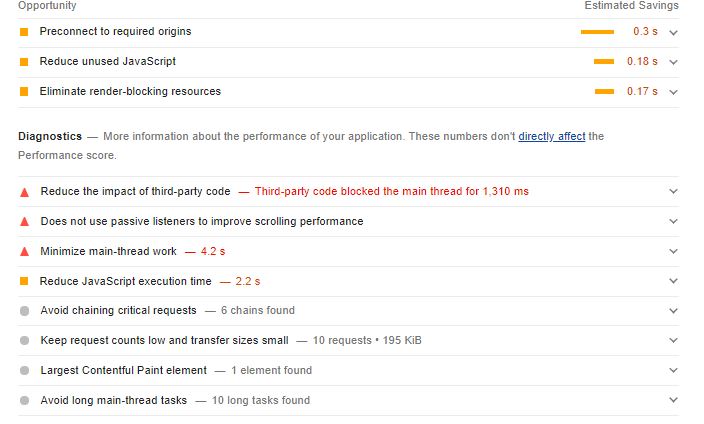 Opportunity Estimated Savings
Preconnect to required origins 0.3 s
Reduce unused JavaScript 0.18 s
Eliminate render-blocking resources 0.17 s
Diagnostics — More information about the performance of your application. These numbers don't directly affect the
Performance score.
Reduce the impact of third-party code — Third-party code blocked the main thread for 1,310 ms
Does not use passive listeners to improve scrolling performance
Minimize main-thread work — 4.2 s
Reduce JavaScript execution time — 2.2 s
Avoid chaining critical requests — 6 chains found
Keep request counts low and transfer sizes small — 10 requests • 195 KiB
Largest Contentful Paint element — 1 element found
Avoid long main-thread tasks — 10 long tasks found